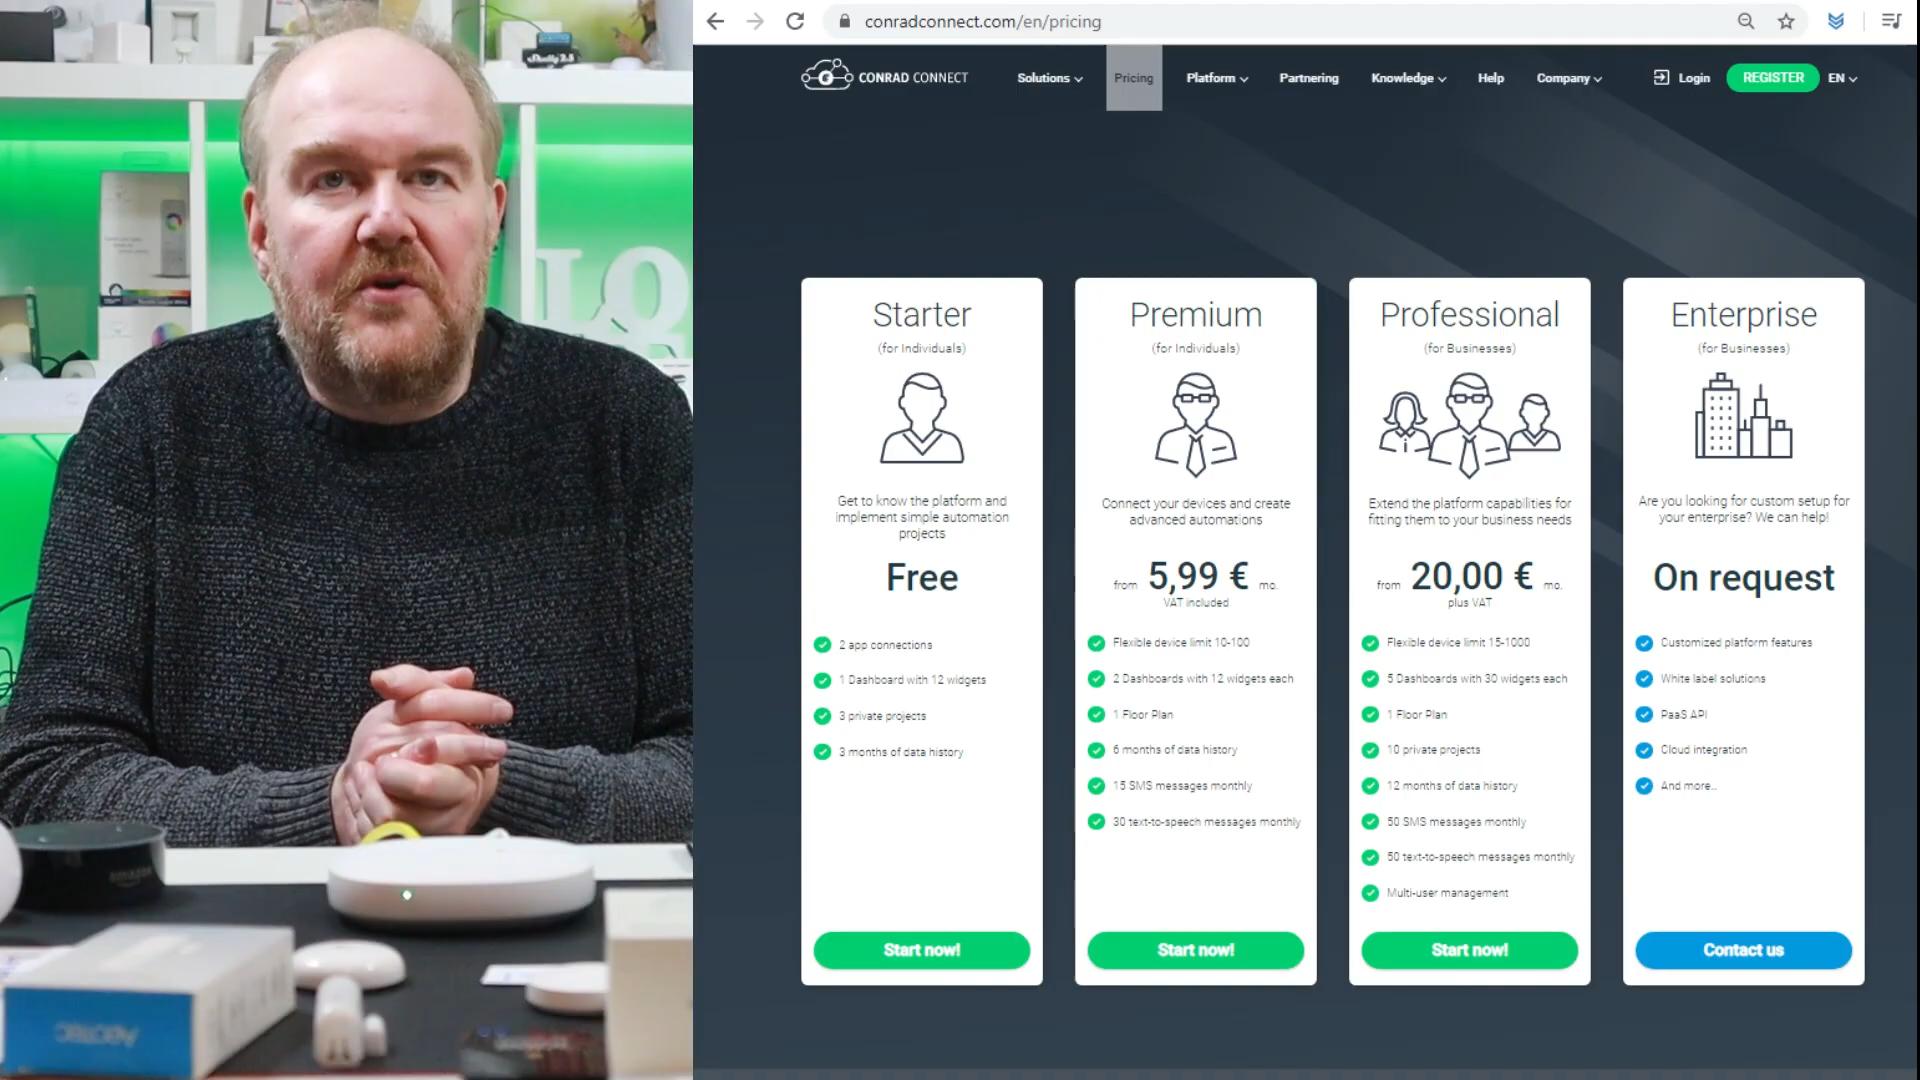 conradconnect.com/en/pricing
CONRAD CONNECT
Solutions
Pricing
Platform
Partnering
Knowledge
Help
Company
Login
REGISTER
EN
Starter
(for Individuals)
Get to know the platform and
implement simple automation
projects
Free
2 app connections
1 Dashboard with 12 widgets
3 private projects
3 months of data history
Start now!
Premium
(for Individuals)
Connect your devices and create
advanced automations
from 5,99 € mo.
VAT included
Flexible device limit 10-100
2 Dashboards with 12 widgets each
1 Floor Plan
6 months of data history
15 SMS messages monthly
30 text-to-speech messages monthly
Start now!
Professional
(for Businesses)
Extend the platform capabilities for
fitting them to your business needs
from 20,00 € mo.
plus VAT
Flexible device limit 15-1000
5 Dashboards with 30 widgets each
1 Floor Plan
10 private projects
12 months of data history
50 SMS messages monthly
50 text-to-speech messages monthly
Multi-user management
Start now!
Enterprise
(for Businesses)
Are you looking for custom setup for
your enterprise? We can help!
On request
Customized platform features
White label solutions
PaaS API
Cloud integration
And more..
Contact us
Shelly 2.5
amazon
AEOTEC